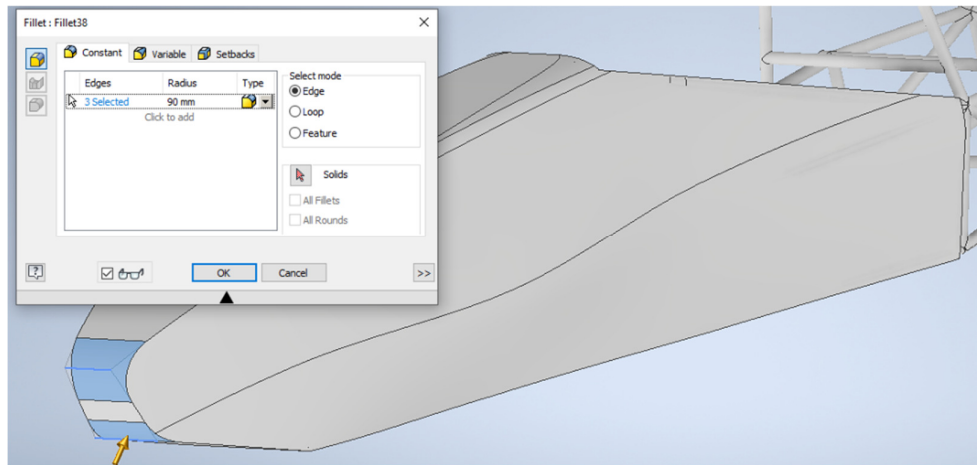 Fillet : Fillet38
Constant Variable Setbacks
Edges Radius Type
3 Selected 90 mm
Click to add
Select mode
Edge
Loop
Feature
Solids
All Fillets
All Rounds
OK Cancel >>